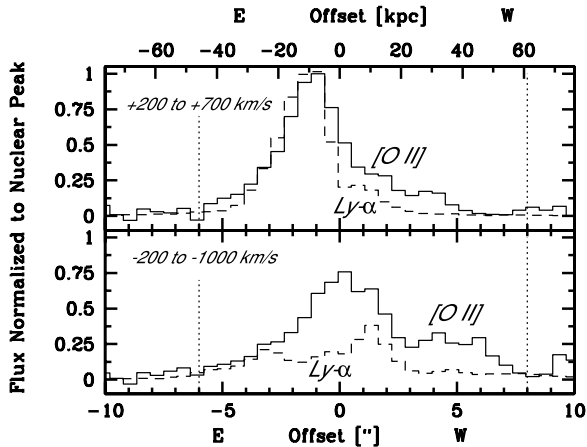 E Offset [kpc] W
-60 -40 -20 0 20 40 60
1
0.75
0.5
0.25
0
+200 to +700 km/s
[O II]
Ly-α
1
0.75
0.5
0.25
0
-200 to -1000 km/s
[O II]
Ly-α
Flux Normalized to Nuclear Peak
-10 -5 0 5 10
E Offset ["] W